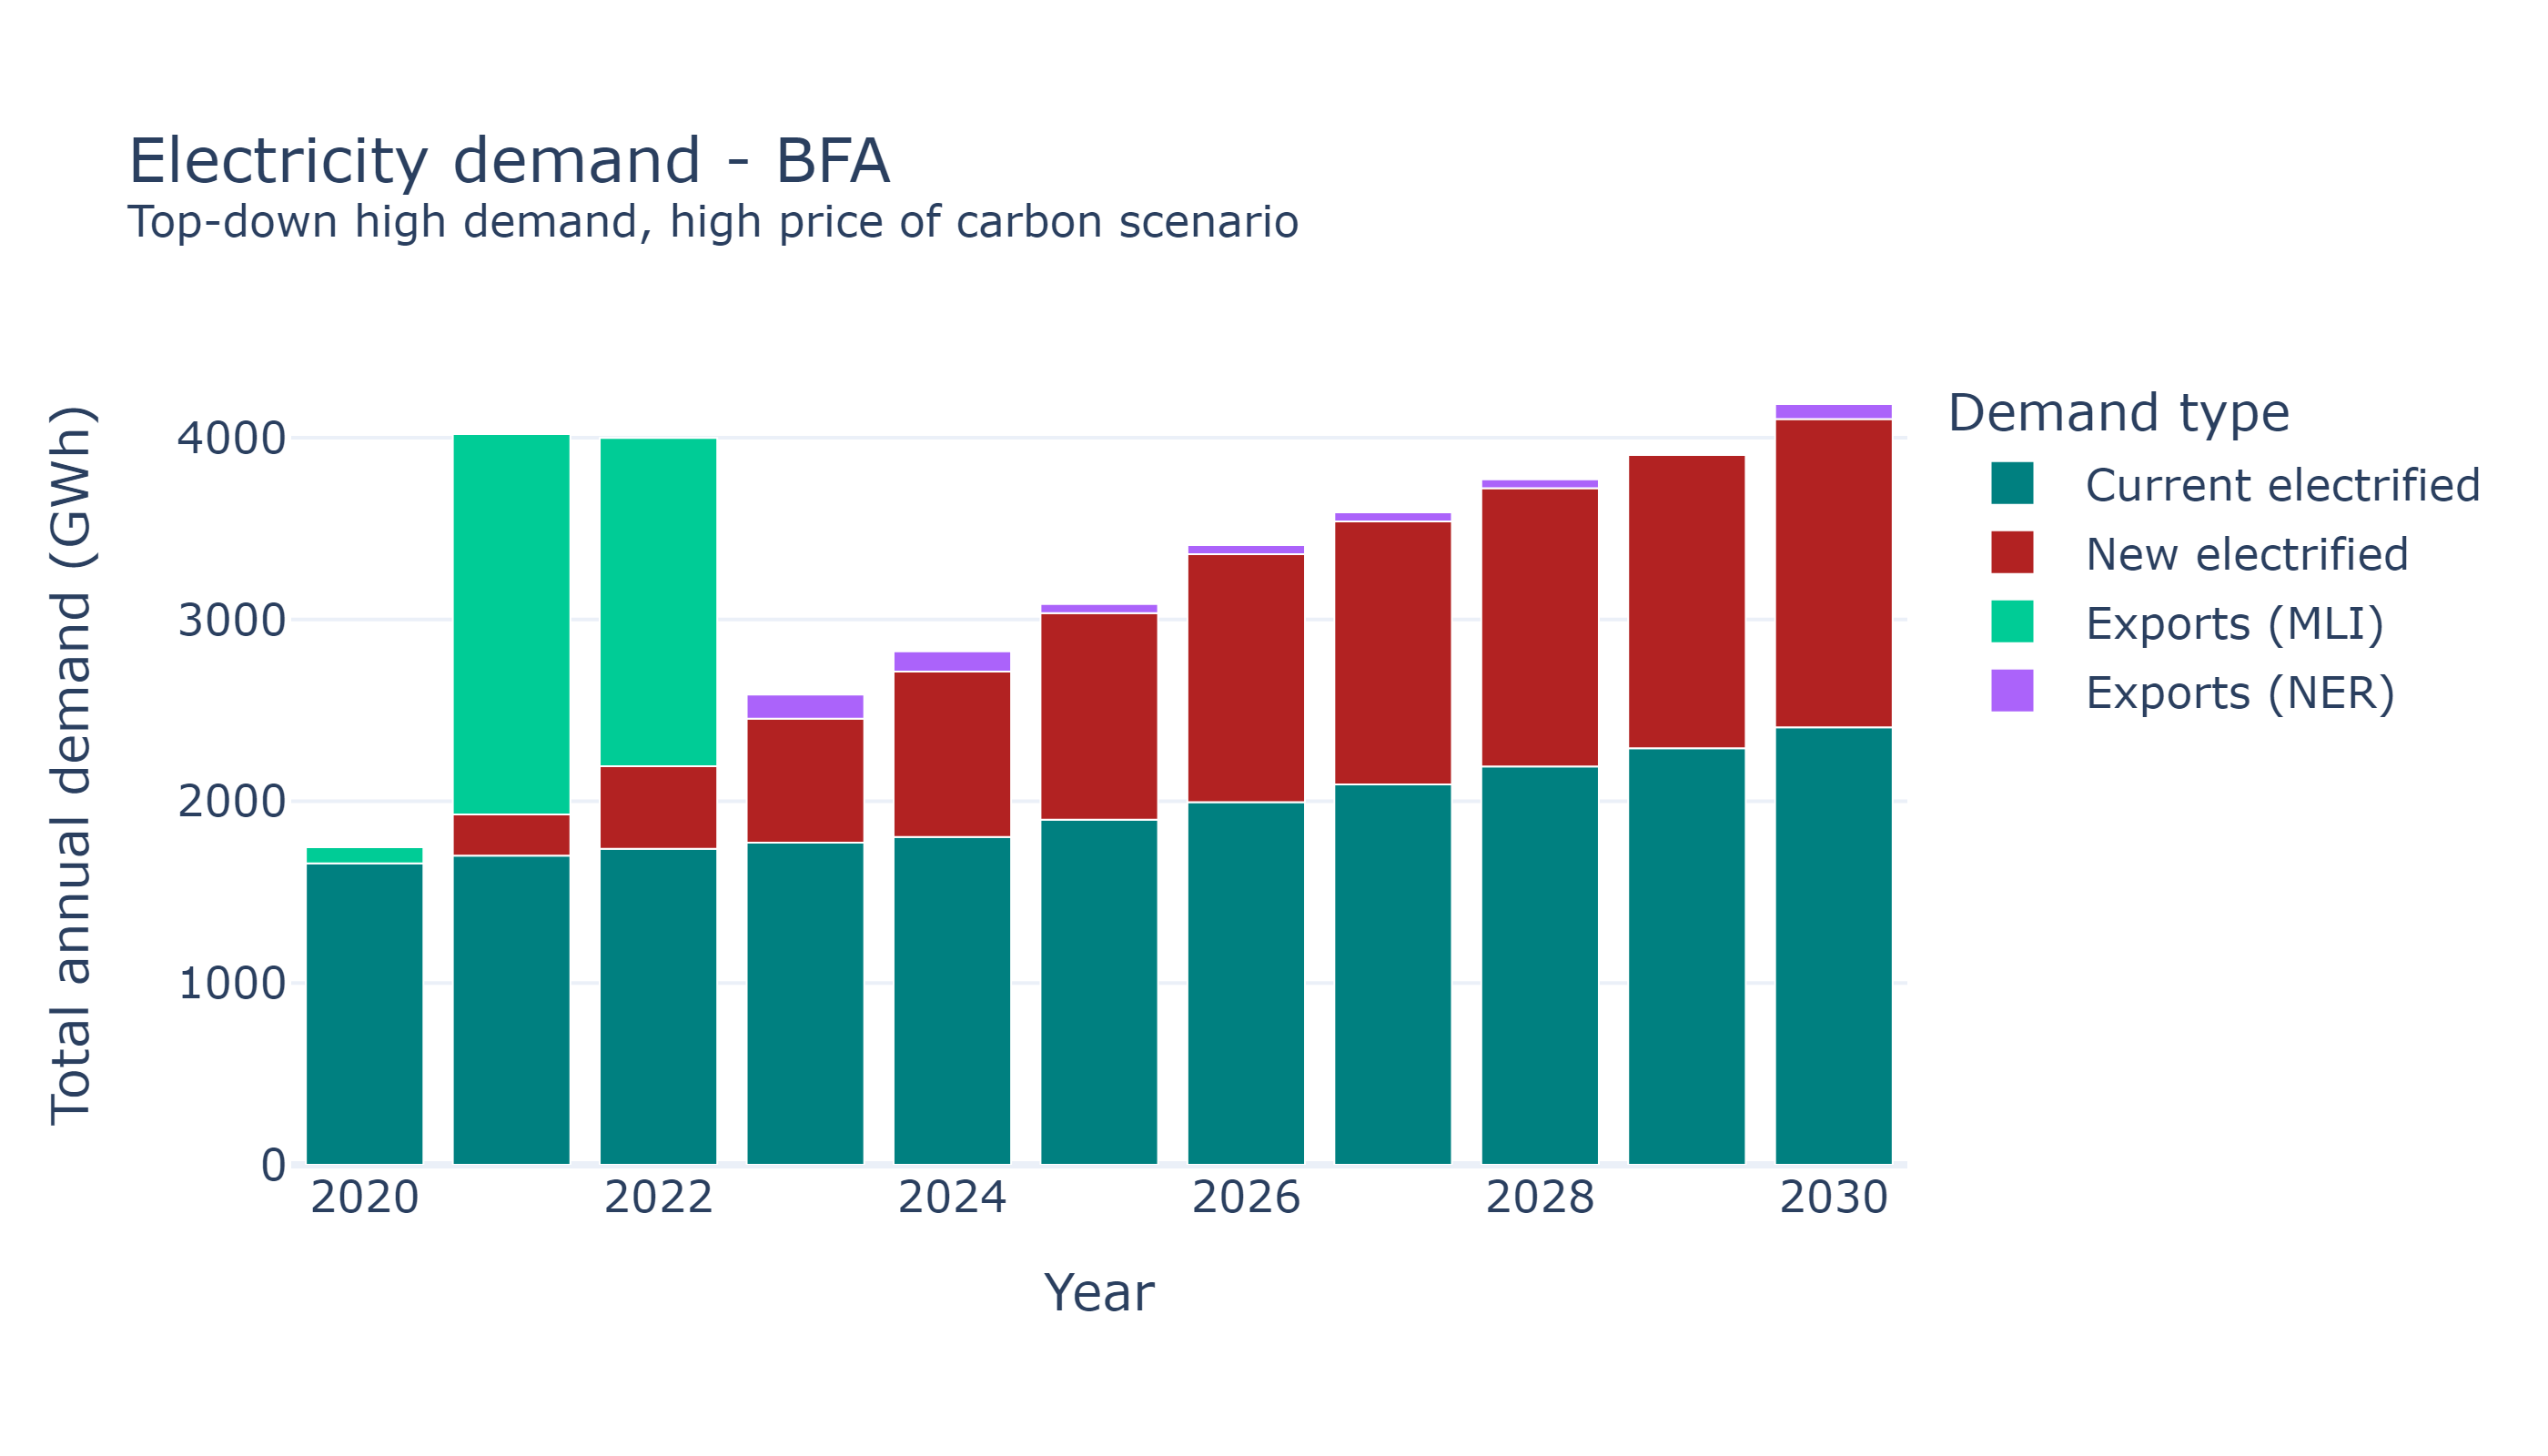 Electricity demand - BFA
Top-down high demand, high price of carbon scenario
Total annual demand (GWh)
4000
3000
2000
1000
0
2020
2022
2024
2026
2028
2030
Year
Demand type
Current electrified
New electrified
Exports (MLI)
Exports (NER)